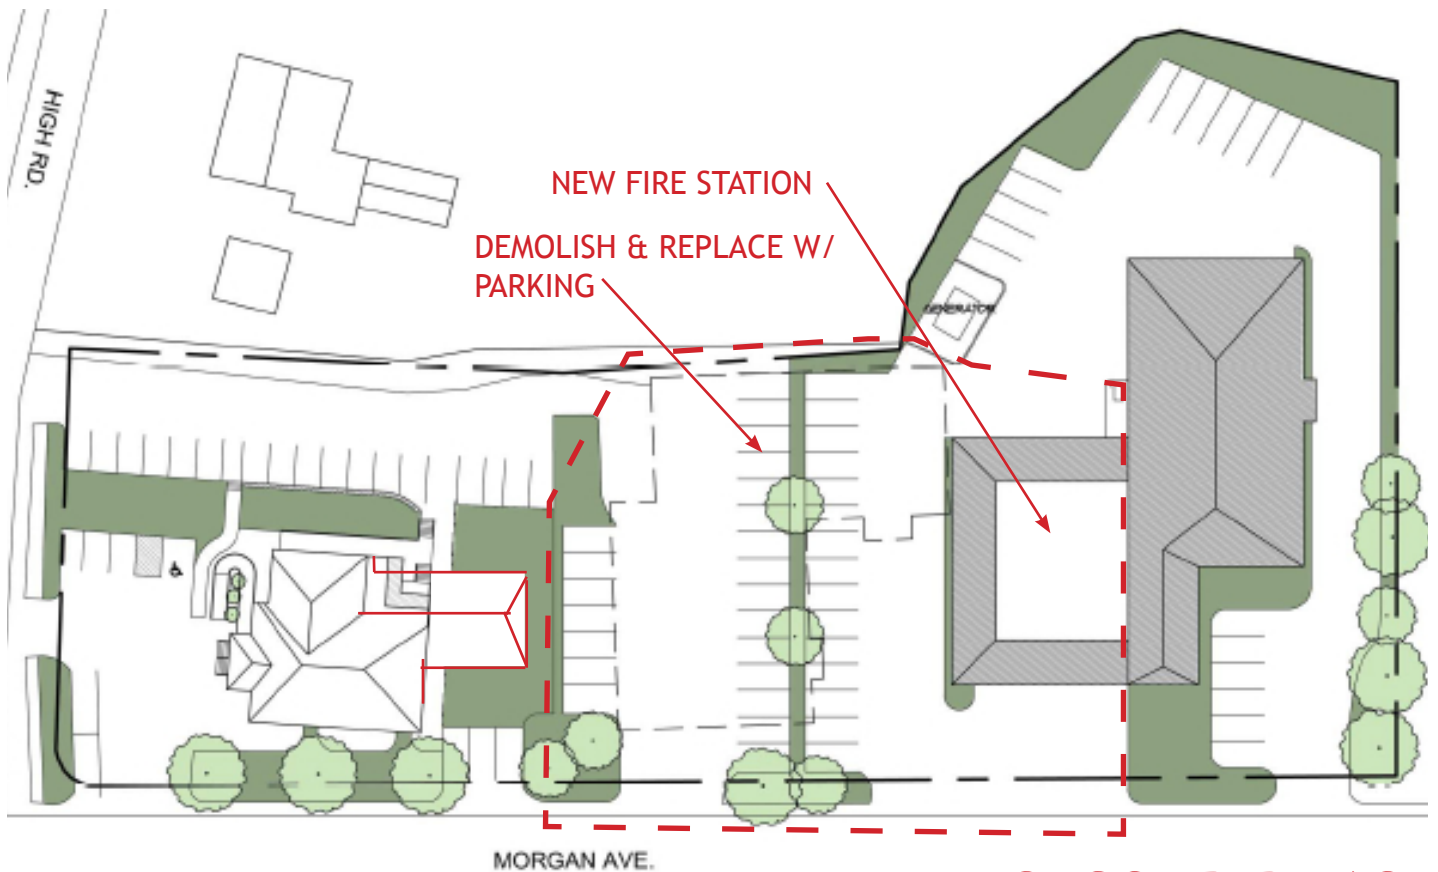 HIGH RD.
NEW FIRE STATION
DEMOLISH & REPLACE W/
PARKING
GENERATOR
MORGAN AVE.